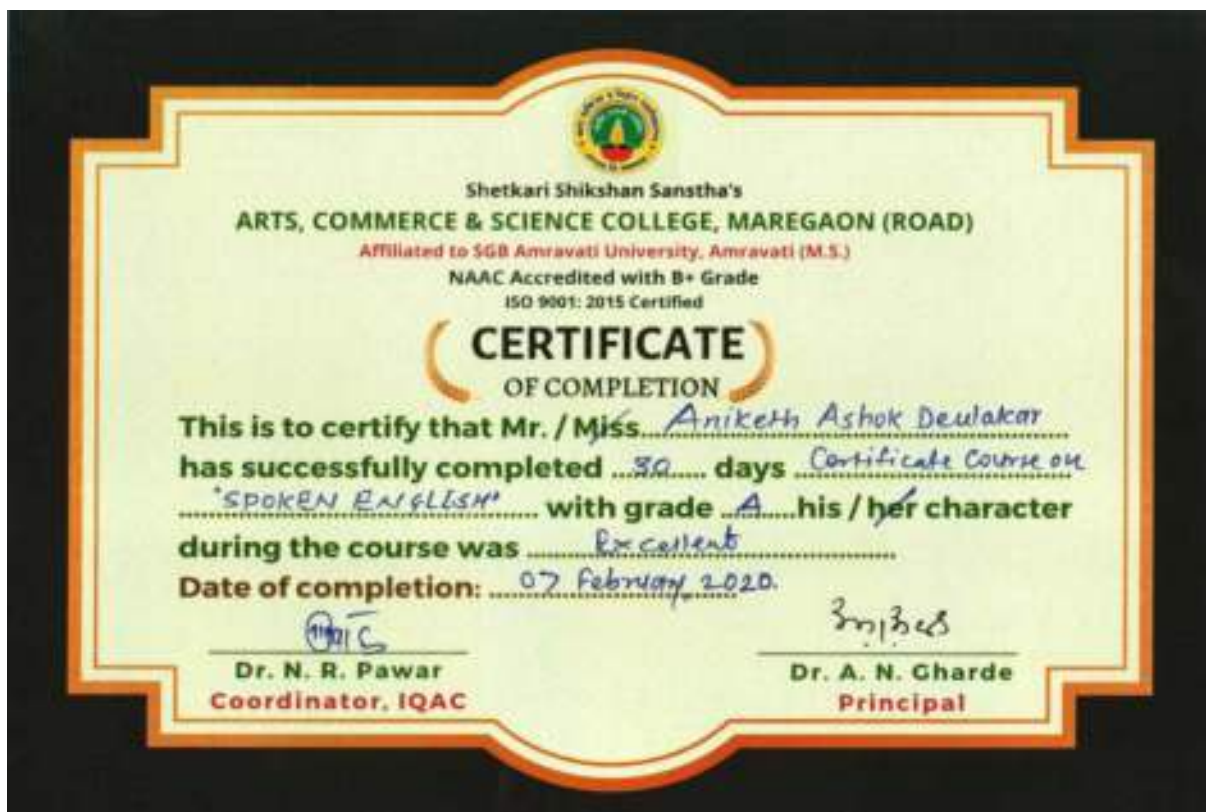 Shetkari Shikshan Sanstha's
ARTS, COMMERCE & SCIENCE COLLEGE, MAREGAON (ROAD)
Affiliated to SGB Amravati University, Amravati (M.S.)
NAAC Accredited with B+ Grade
ISO 9001: 2015 Certified
CERTIFICATE
OF COMPLETION
This is to certify that Mr. / Miss Aniketh Ashok Deulakar
has successfully completed 30 days Certificate Course on
"SPOKEN ENGLISH" with grade A his / her character
during the course was Excellent
Date of completion: 07 February, 2020.
Dr. N. R. Pawar
Coordinator, IQAC
Dr. A. N. Gharde
Principal